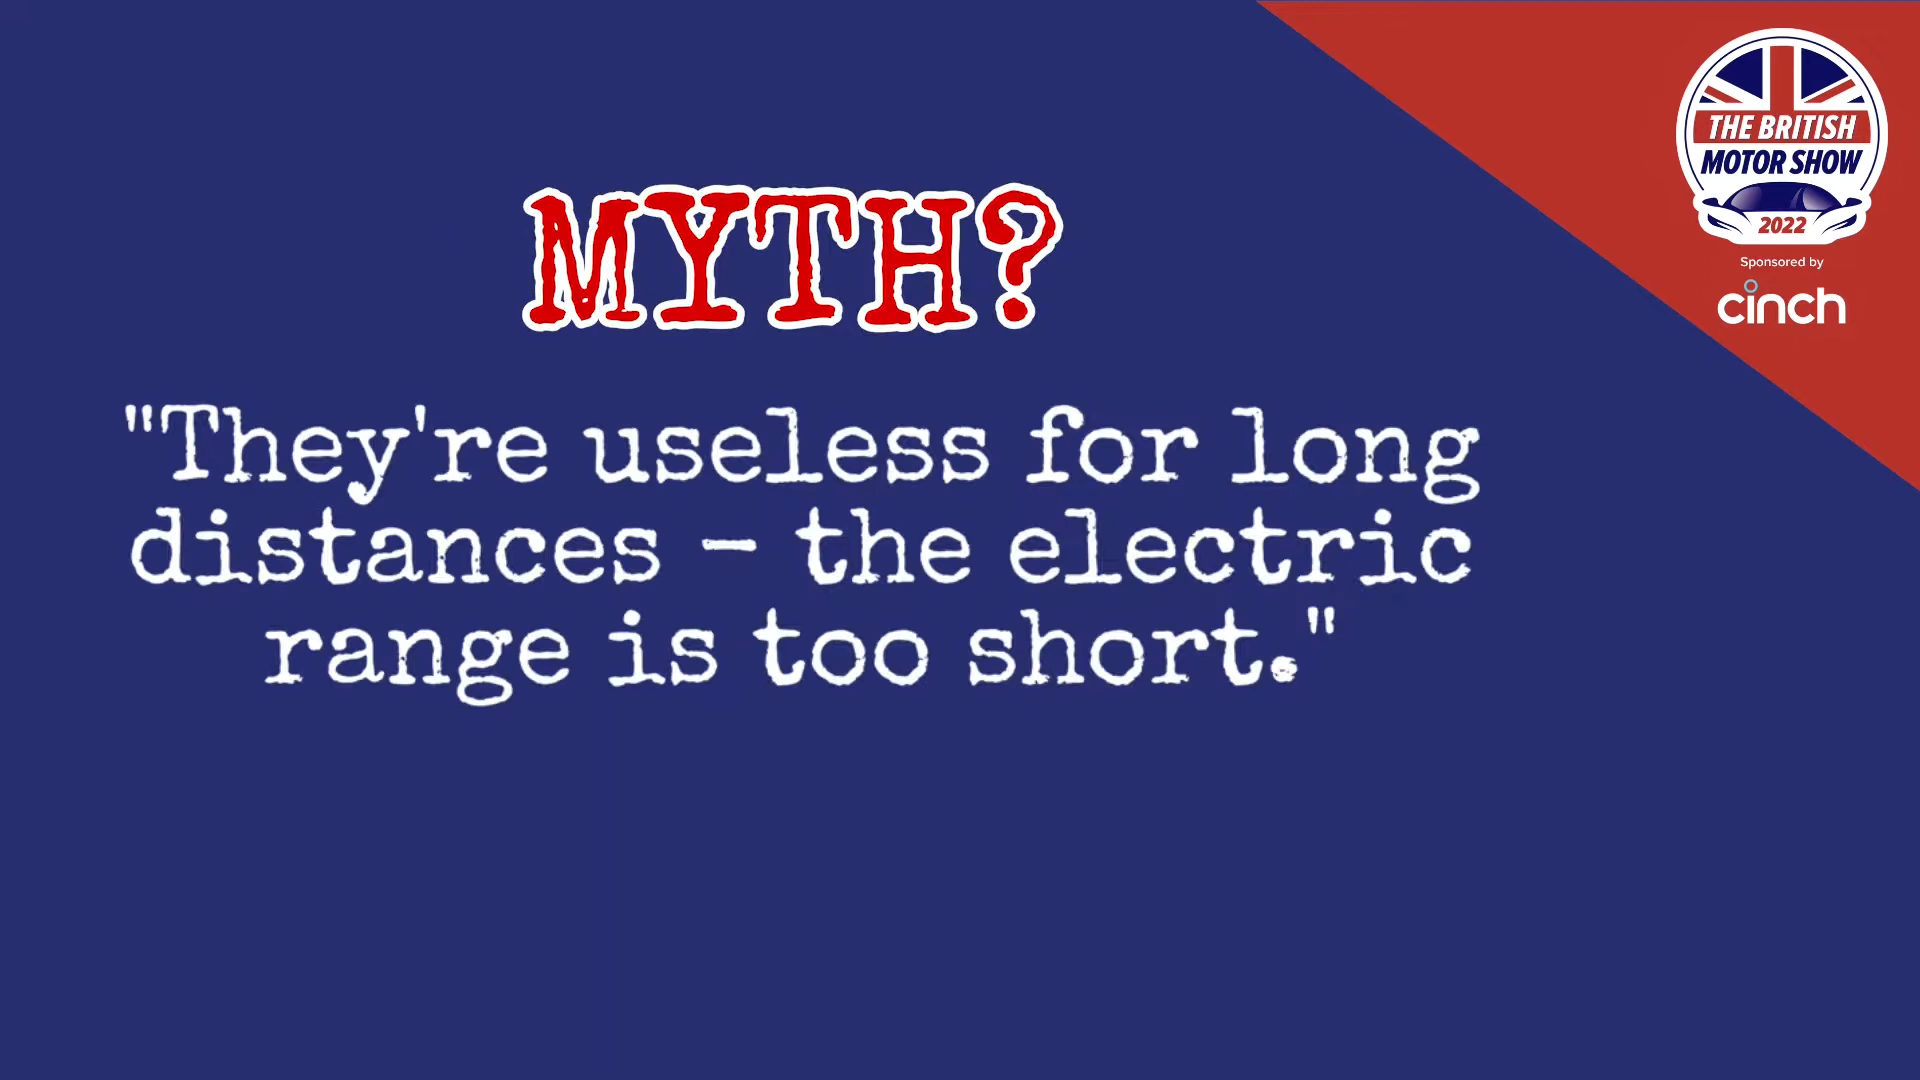 MYTH?
"They're useless for long
distances - the electric
range is too short."
THE BRITISH
MOTOR SHOW
2022
Sponsored by
cinch